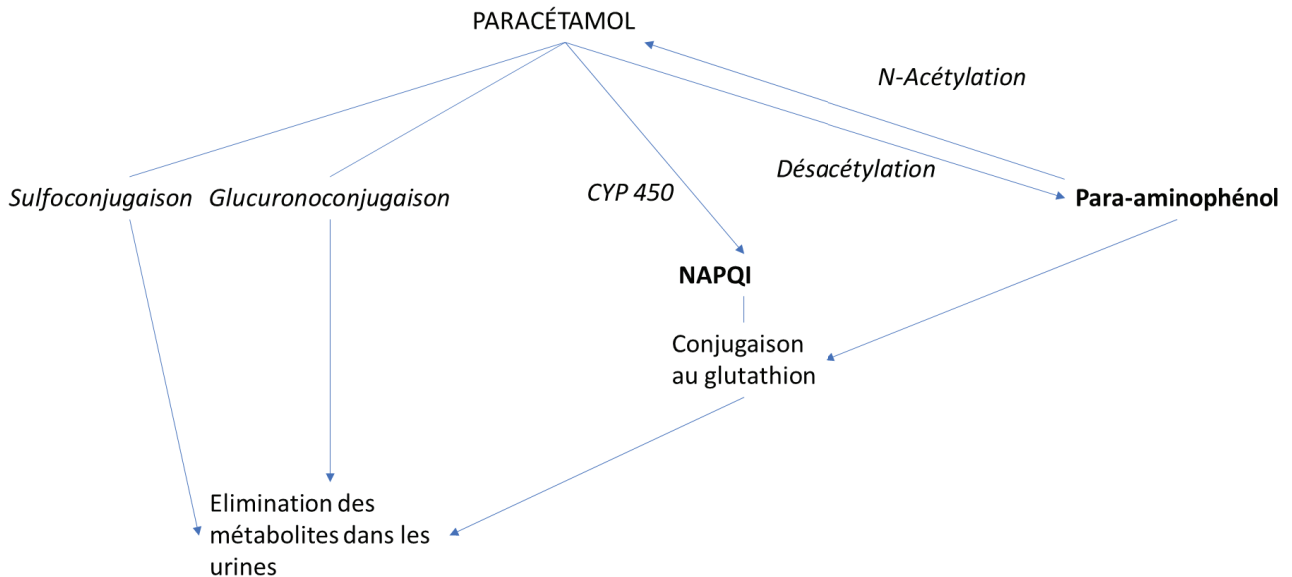 PARACÉTAMOL
N-Acétylation
Désacétylation
Sulfoconjugaison
Glucuronoconjugaison
CYP 450
Para-aminophénol
NAPQI
Conjugaison
au glutathion
Elimination des
métabolites dans les
urines